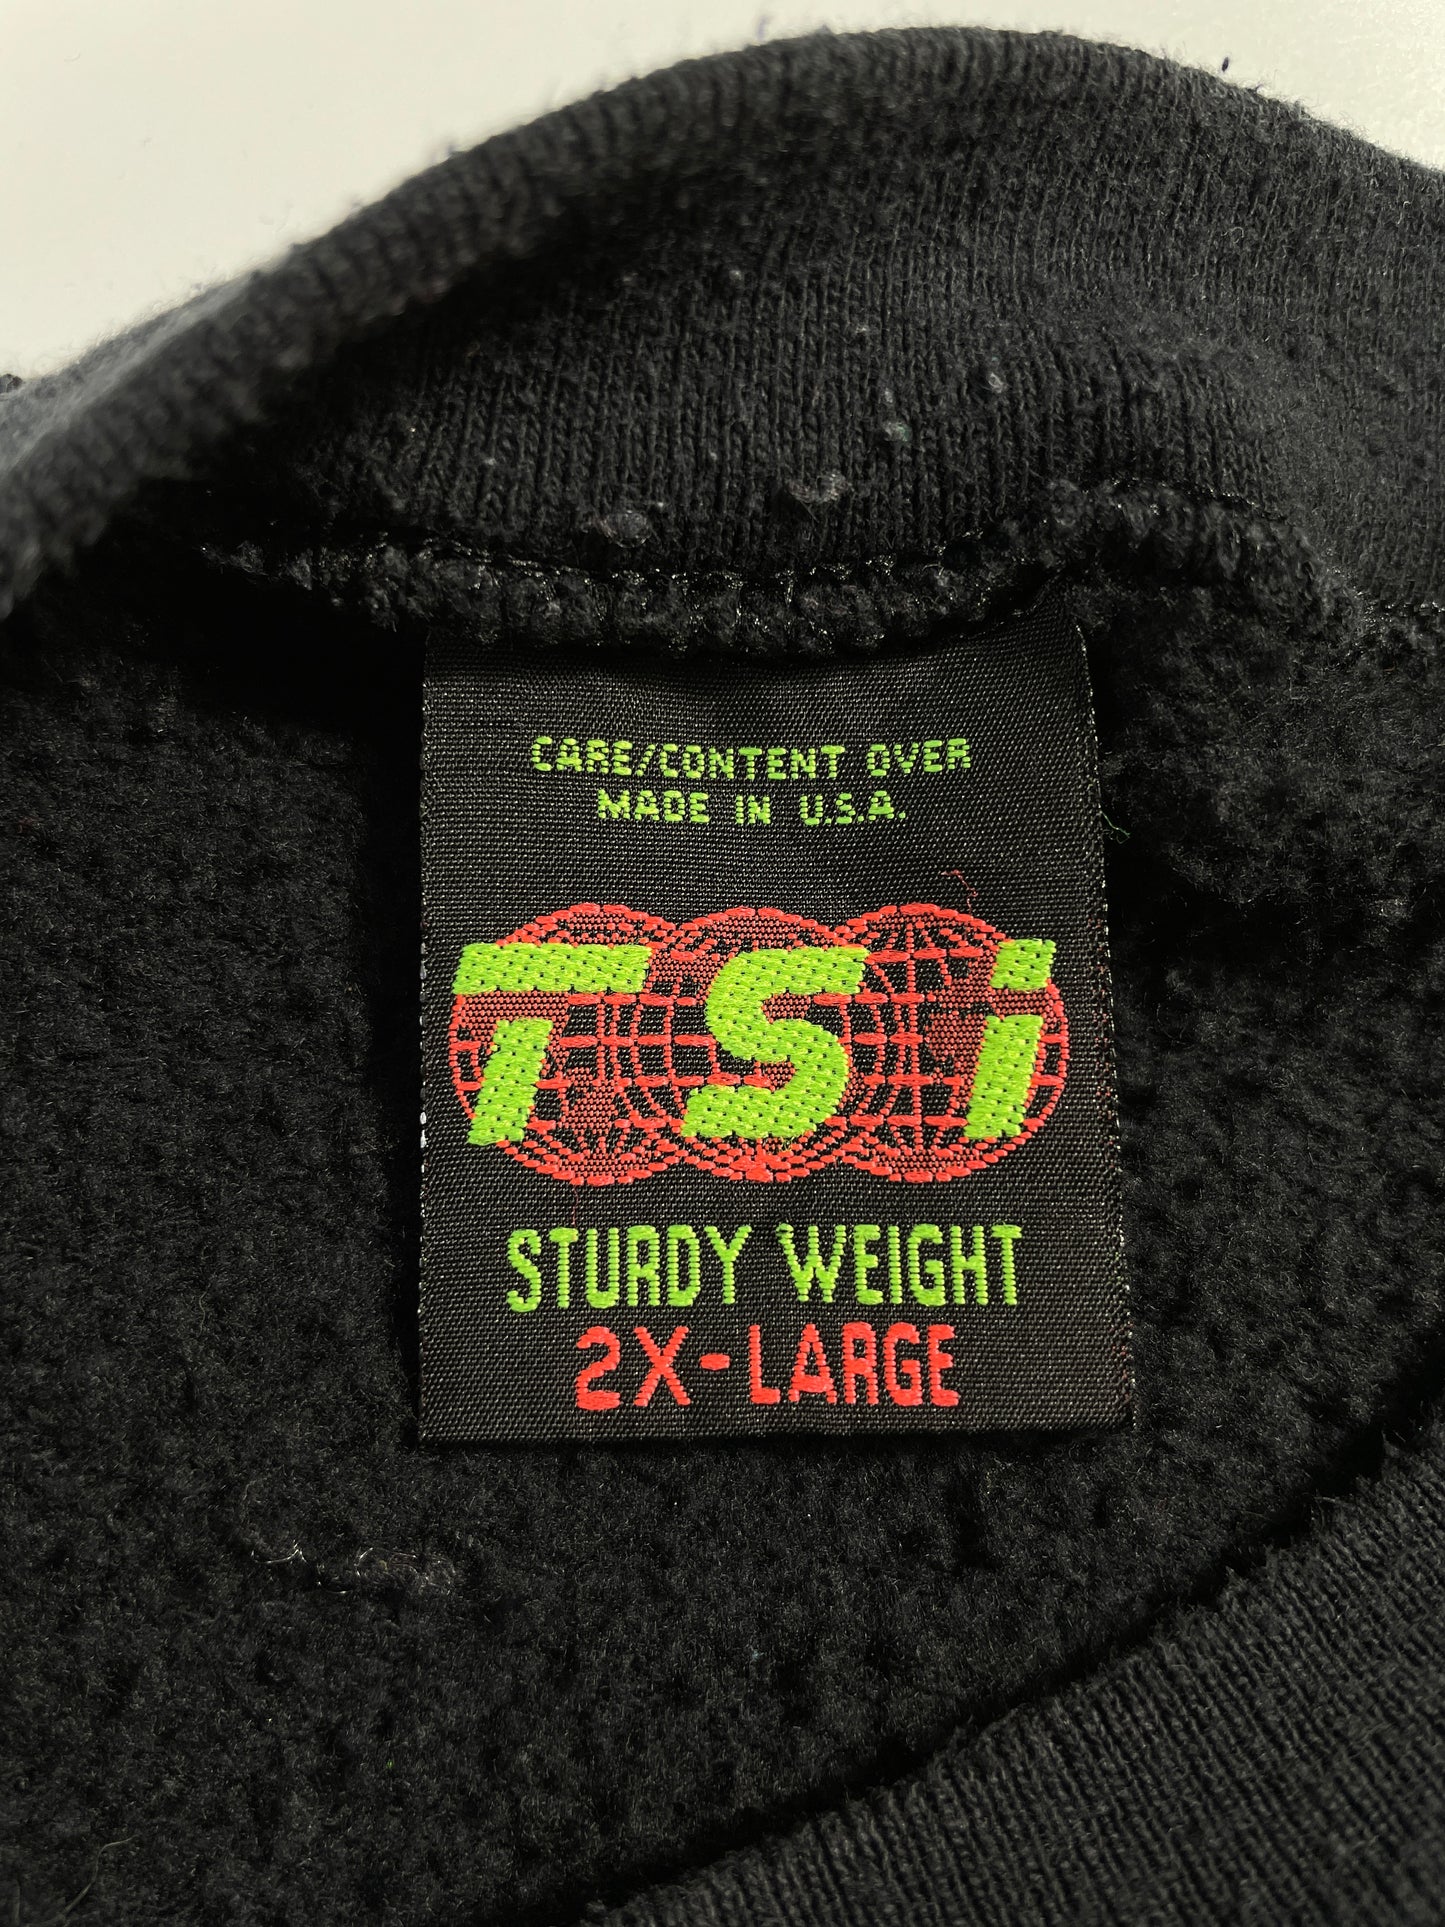 CARE/CONTENT OVER
MADE IN U.S.A.
TSi
STURDY WEIGHT
2X-LARGE